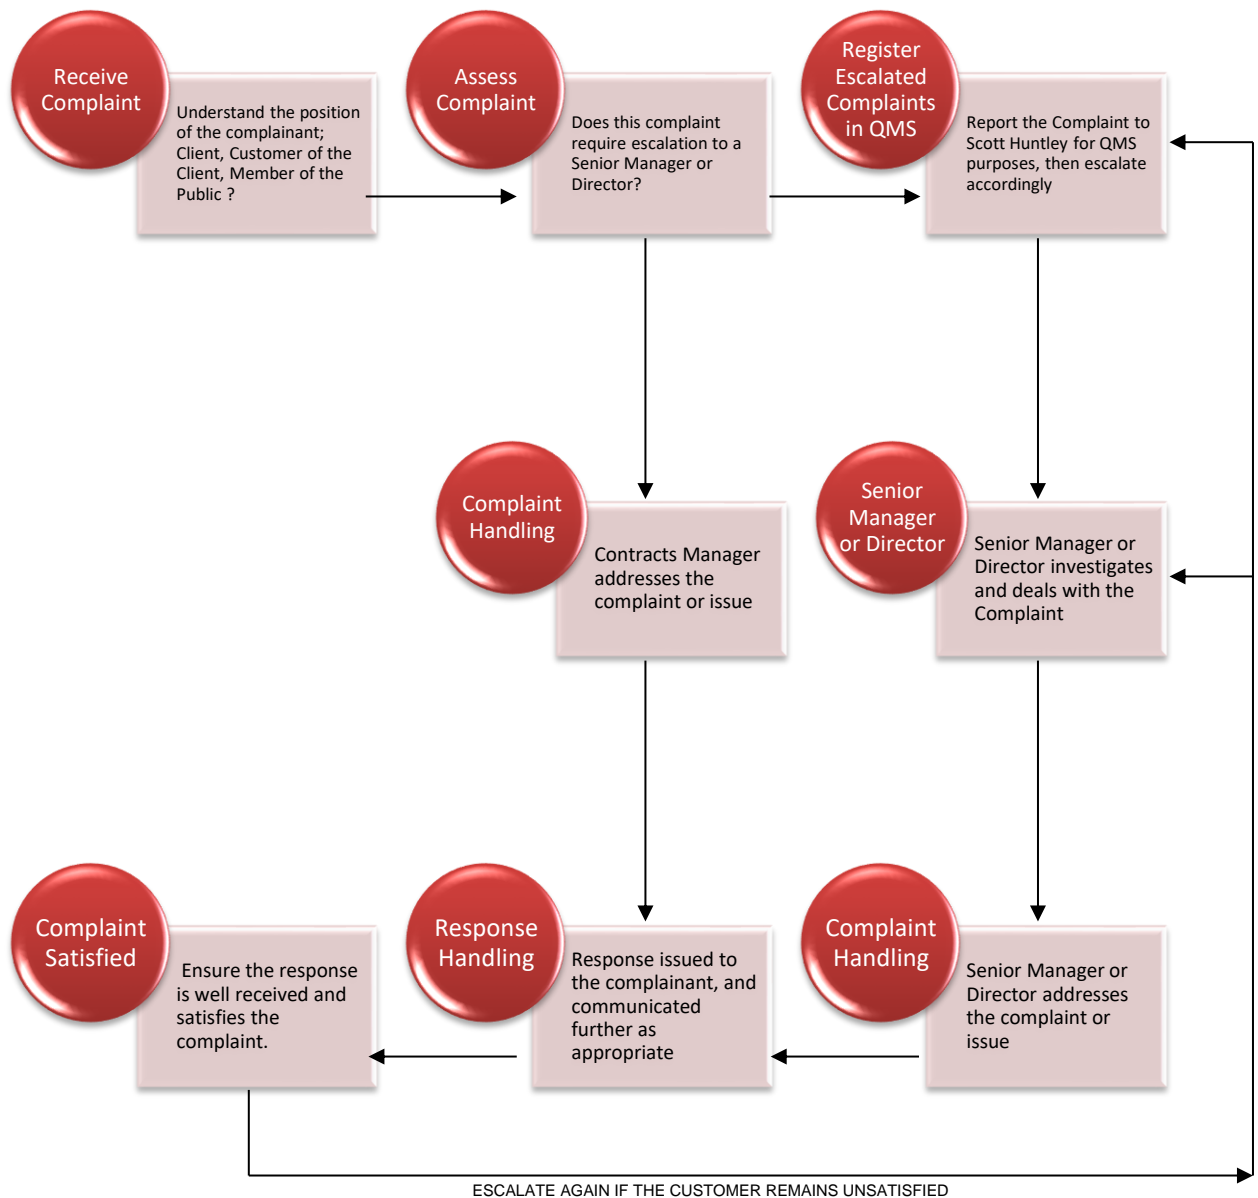 Receive
Complaint
Understand the position
of the complainant;
Client, Customer of the
Client, Member of the
Public ?
Assess
Complaint
Does this complaint
require escalation to a
Senior Manager or
Director?
Register
Escalated
Complaints
in QMS
Report the Complaint to
Scott Huntley for QMS
purposes, then escalate
accordingly
Complaint
Handling
Contracts Manager
addresses the
complaint or issue
Senior
Manager
or Director
Senior Manager or
Director investigates
and deals with the
Complaint
Complaint
Satisfied
Ensure the response
is well received and
satisfies the
complaint.
Response
Handling
Response issued to
the complainant, and
communicated
further as
appropriate
Complaint
Handling
Senior Manager or
Director addresses
the complaint or
issue
ESCALATE AGAIN IF THE CUSTOMER REMAINS UNSATISFIED